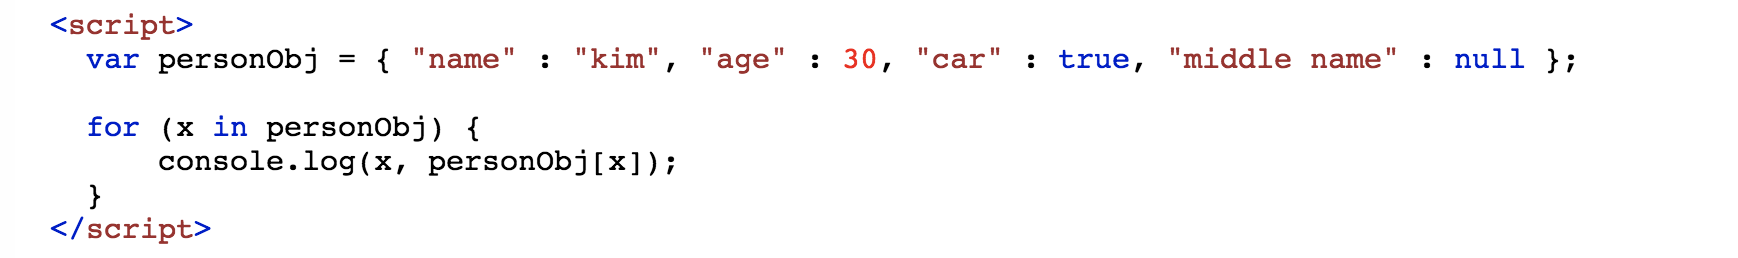 <script>
var personObj = { "name" : "kim", "age" : 30, "car" : true, "middle name" : null };
for (x in personObj) {
console.log(x, personObj[x]);
}
</script>